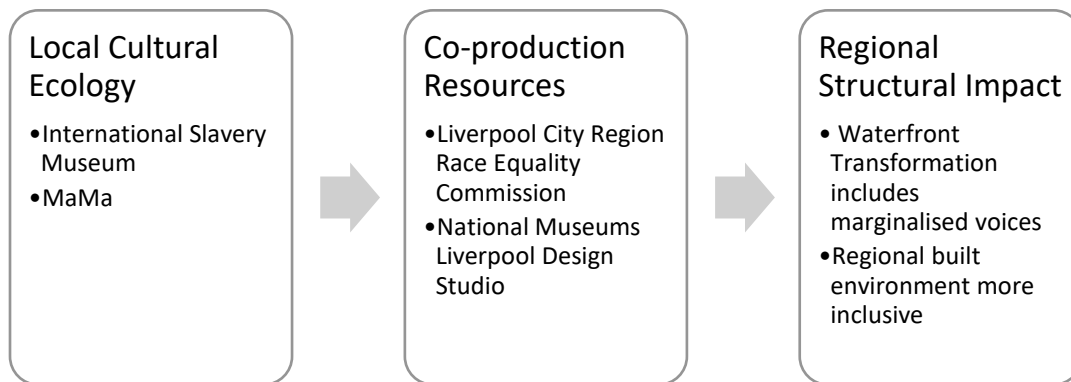 Local Cultural
Ecology
•International Slavery
Museum
•MaMa
Co-production
Resources
•Liverpool City Region
Race Equality
Commission
•National Museums
Liverpool Design
Studio
Regional
Structural Impact
• Waterfront
Transformation
includes
marginalised voices
•Regional built
environment more
inclusive